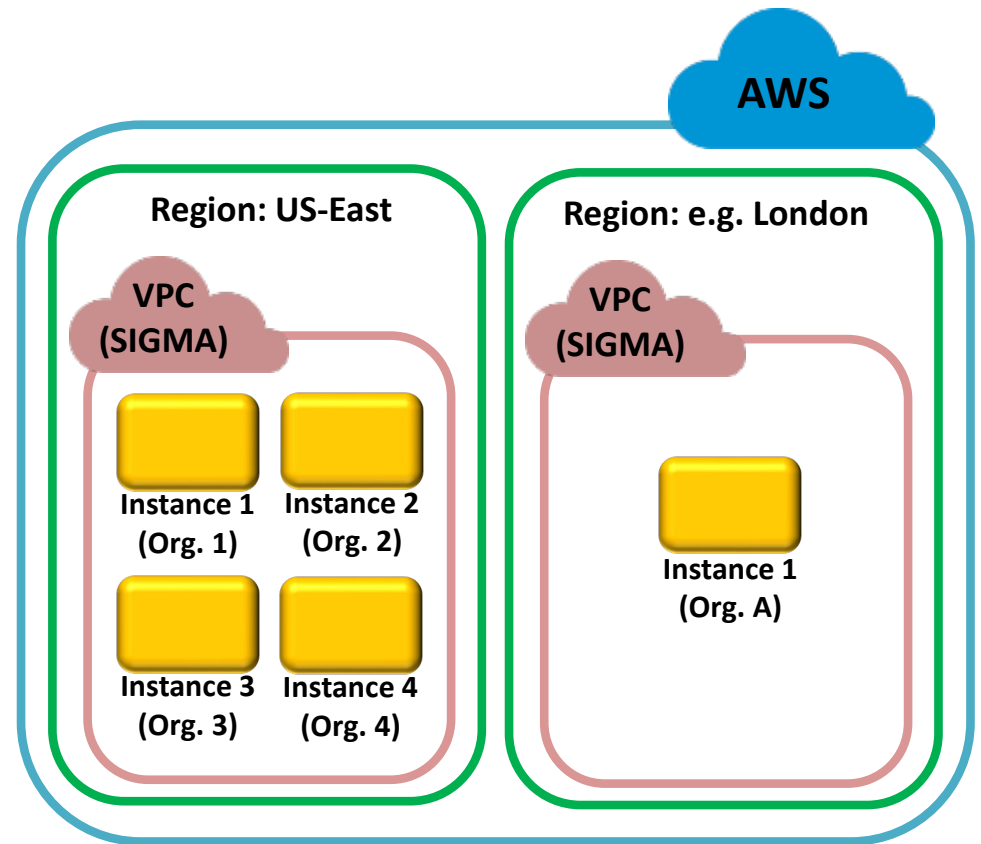 AWS
Region: US-East
Region: e.g. London
VPC
(SIGMA)
VPC
(SIGMA)
Instance 1
(Org. 1)
Instance 2
(Org. 2)
Instance 3
(Org. 3)
Instance 4
(Org. 4)
Instance 1
(Org. A)